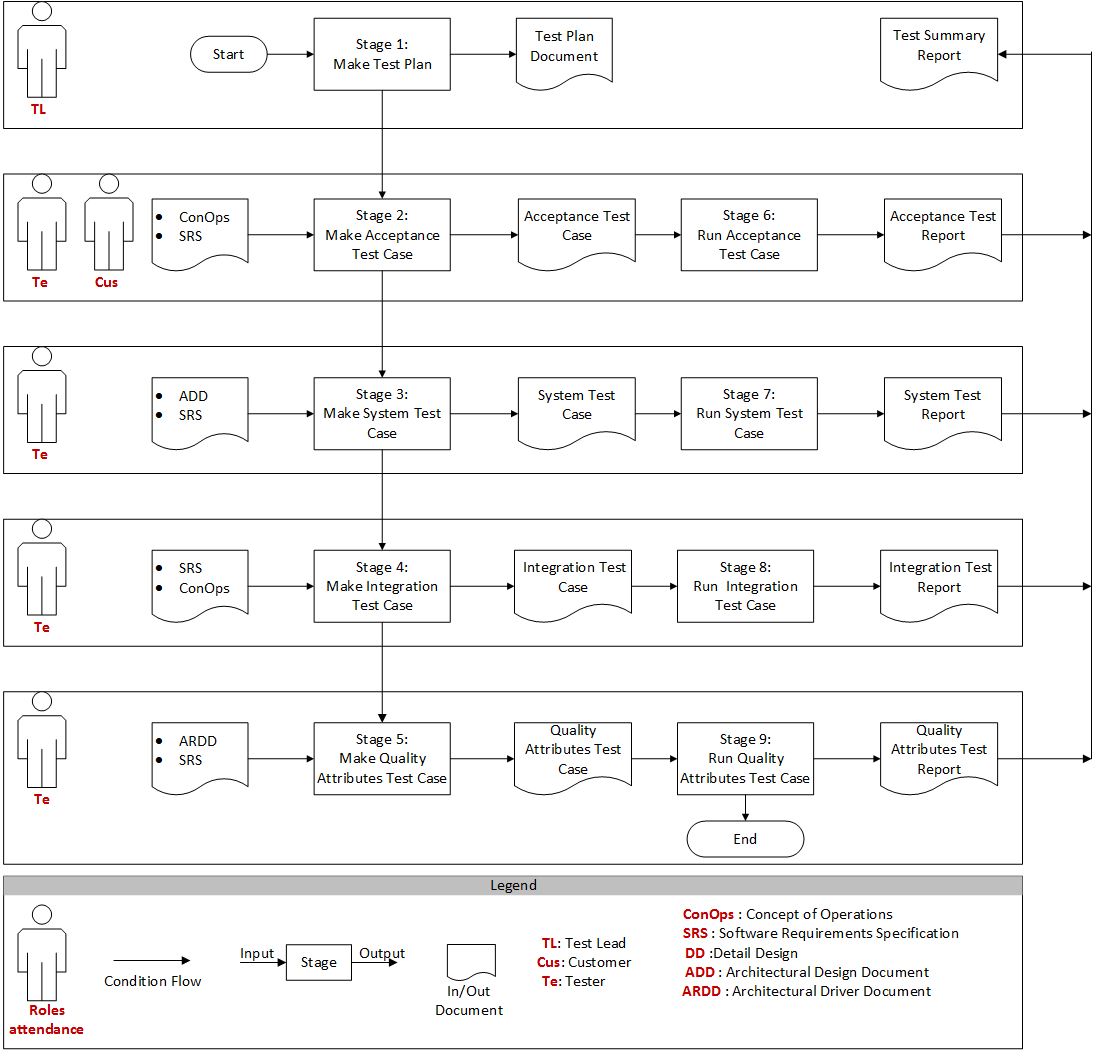 Start
Stage 1:
Make Test Plan
Test Plan
Document
Test Summary
Report
TL
● ConOps
● SRS
Stage 2:
Make Acceptance
Test Case
Acceptance Test
Case
Stage 6:
Run Acceptance
Test Case
Acceptance Test
Report
Te
Cus
● ADD
● SRS
Stage 3:
Make System Test
Case
System Test
Case
Stage 7:
Run System Test
Case
System Test
Report
Te
● SRS
● ConOps
Stage 4:
Make Integration
Test Case
Integration Test
Case
Stage 8:
Run Integration
Test Case
Integration Test
Report
Te
● ARDD
● SRS
Stage 5:
Make Quality
Attributes Test Case
Quality
Attributes Test
Case
Stage 9:
Run Quality
Attributes Test Case
Quality
Attributes Test
Report
Te
End
Legend
Roles
attendance
Condition Flow
Input
Stage
Output
In/Out
Document
TL: Test Lead
Cus: Customer
Te: Tester
ConOps : Concept of Operations
SRS : Software Requirements Specification
DD :Detail Design
ADD : Architectural Design Document
ARDD : Architectural Driver Document